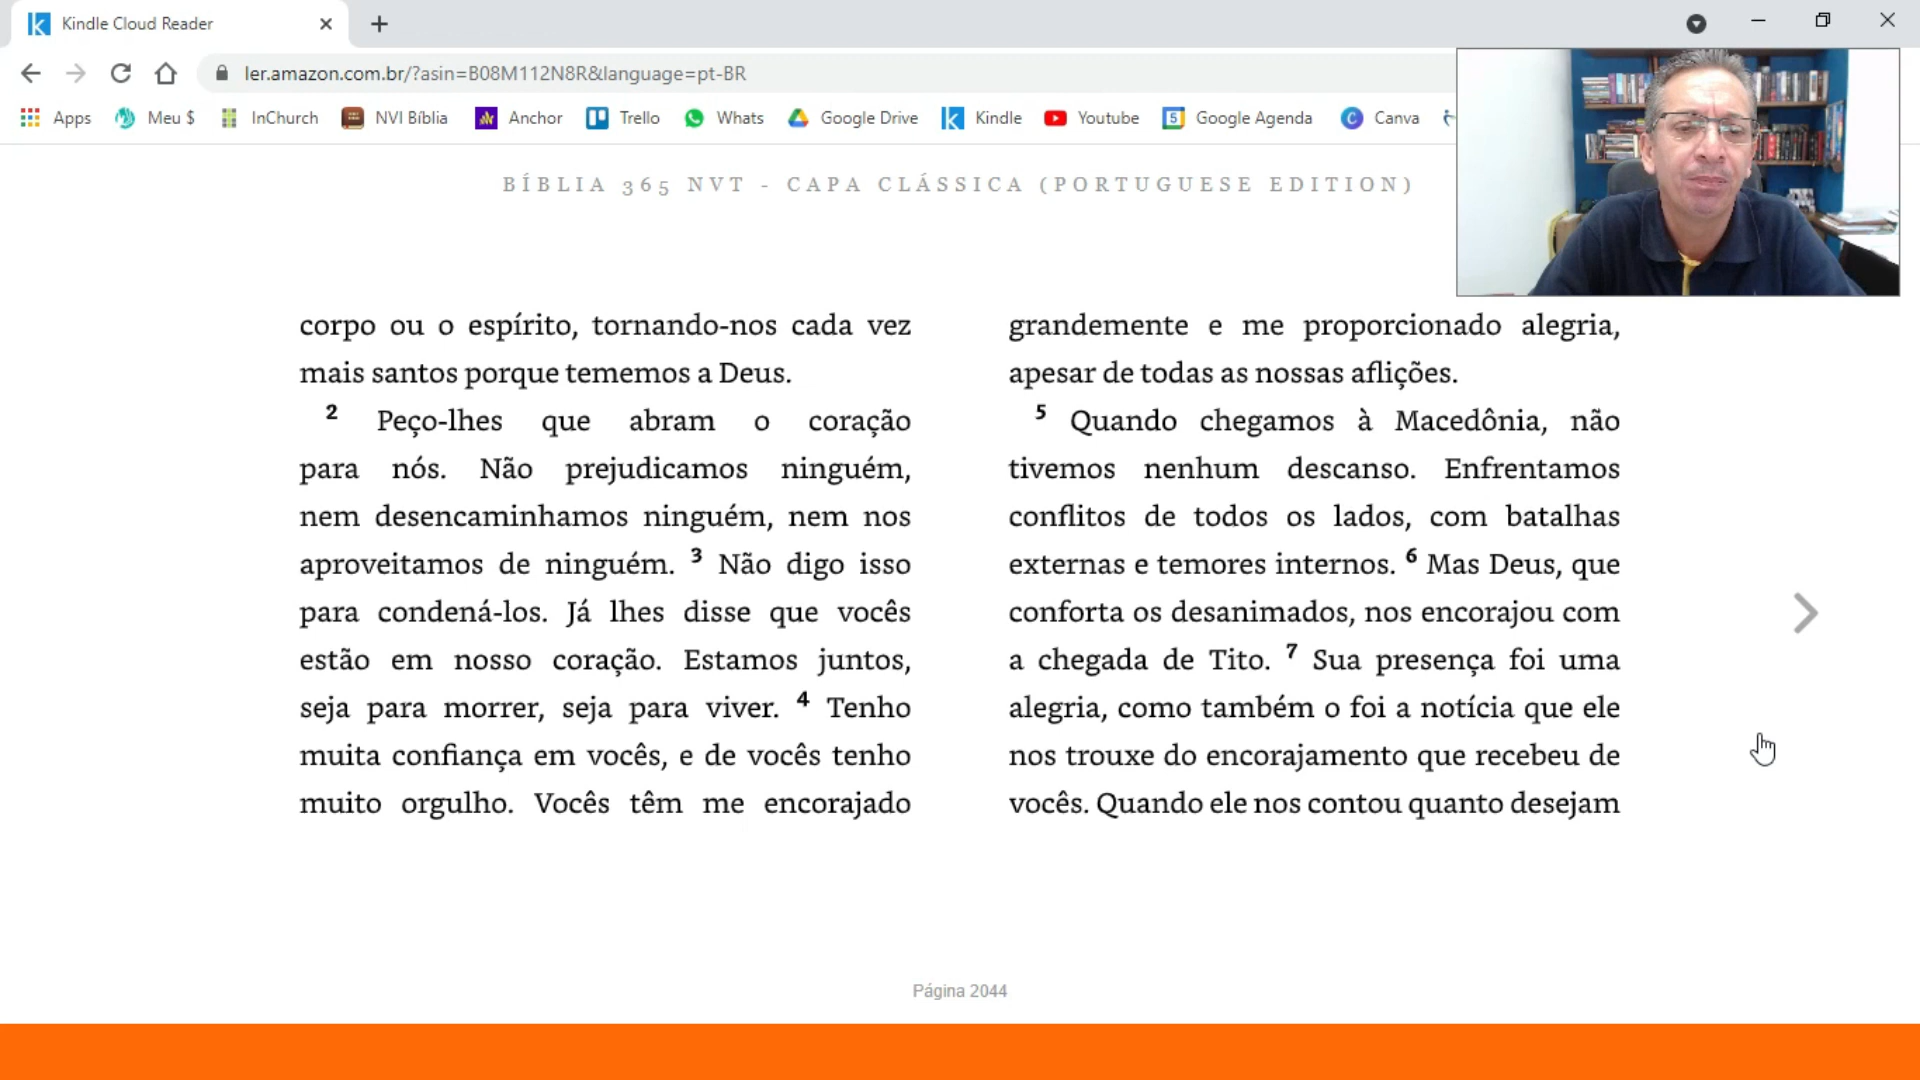 Kindle Cloud Reader
ler.amazon.com.br/?asin=B08M112N8R&language=pt-BR
Apps Meu $ InChurch NVI Bíblia Anchor Trello Whats Google Drive Kindle Youtube 5 Google Agenda Canva
BÍBLIA 365 NVT - CAPA CLÁSSICA (PORTUGUESE EDITION)
corpo ou o espírito, tornando-nos cada vez
mais santos porque tememos a Deus.
2 Peço-lhes que abram o coração
para nós. Não prejudicamos ninguém,
nem desencaminhamos ninguém, nem nos
aproveitamos de ninguém. 3 Não digo isso
para condená-los. Já lhes disse que vocês
estão em nosso coração. Estamos juntos,
seja para morrer, seja para viver. 4 Tenho
muita confiança em vocês, e de vocês tenho
muito orgulho. Vocês têm me encorajado
grandemente e me proporcionado alegria,
apesar de todas as nossas aflições.
5 Quando chegamos à Macedônia, não
tivemos nenhum descanso. Enfrentamos
conflitos de todos os lados, com batalhas
externas e temores internos. 6 Mas Deus, que
conforta os desanimados, nos encorajou com
a chegada de Tito. 7 Sua presença foi uma
alegria, como também o foi a notícia que ele
nos trouxe do encorajamento que recebeu de
vocês. Quando ele nos contou quanto desejam
Página 2044